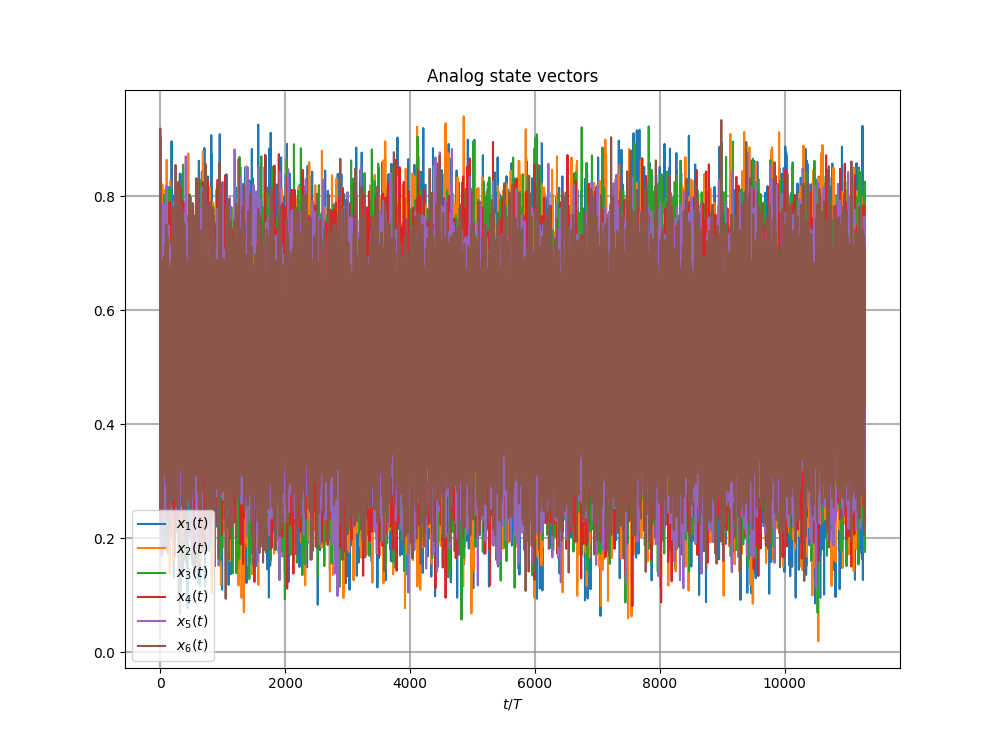 Analog state vectors
0.8
0.6
0.4
0.2
0.0
x₁(t)
x₂(t)
x₃(t)
x₄(t)
x₅(t)
x₆(t)
0 2000 4000 6000 8000 10000
t/T